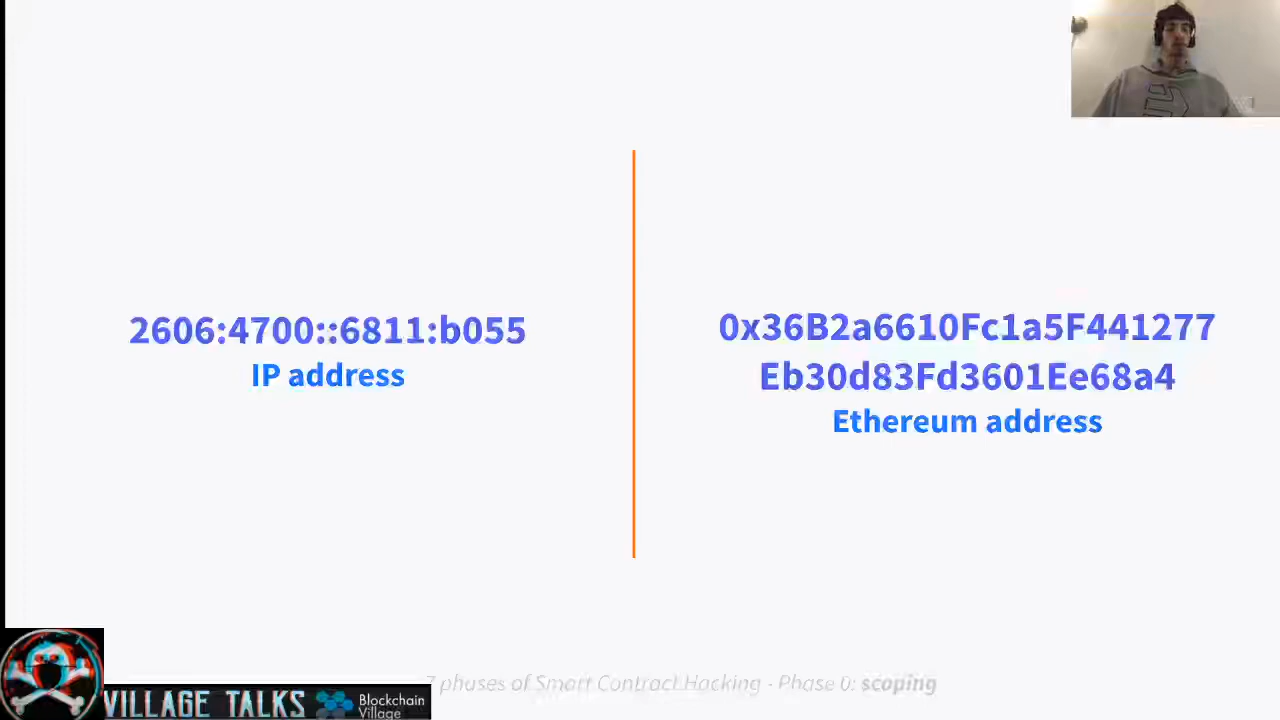 2606:4700::6811:b055
IP address
0x36B2a6610Fc1a5F441277
Eb30d83Fd3601Ee68a4
Ethereum address
7 phases of Smart Contract Hacking - Phase 0: scoping
VILLAGE TALKS
Blockchain
Village